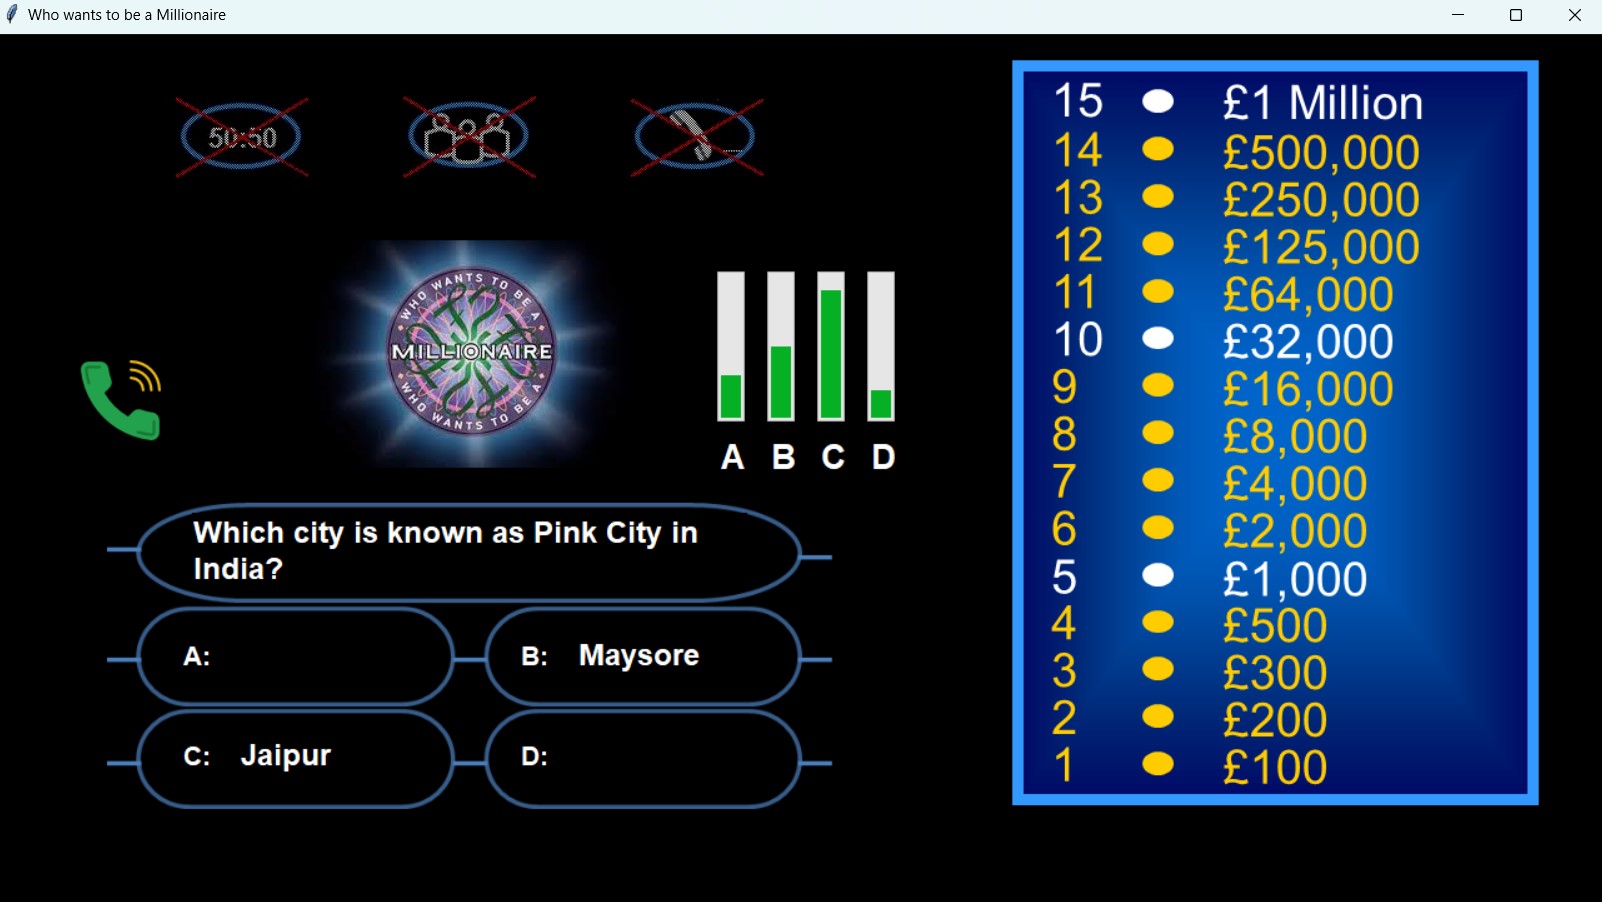 Who wants to be a Millionaire
50:50
WHO WANTS TO BE A
MILLIONAIRE
WHO WANTS TO BE A
A B C D
Which city is known as Pink City in
India?
A:
B: Maysore
C: Jaipur
D:
15 £1 Million
14 £500,000
13 £250,000
12 £125,000
11 £64,000
10 £32,000
9 £16,000
8 £8,000
7 £4,000
6 £2,000
5 £1,000
4 £500
3 £300
2 £200
1 £100